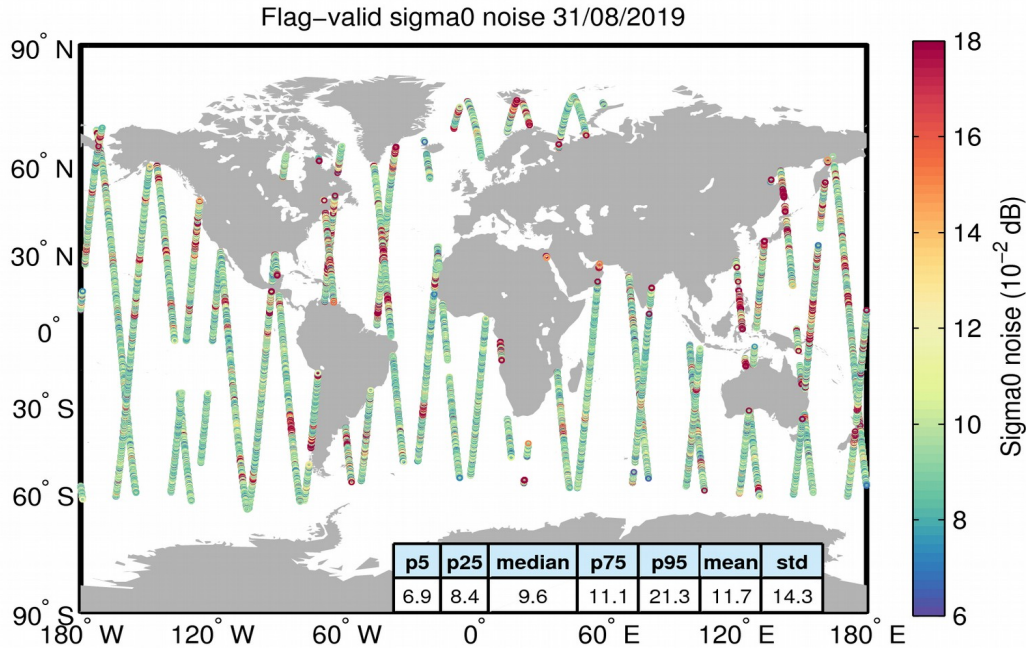 Flag−valid sigma0 noise 31/08/2019
90° N
60° N
30° N
0°
30° S
60° S
90° S
180° W
120° W
60° W
0°
60° E
120° E
180° E
p5 p25 median p75 p95 mean std
6.9 8.4 9.6 11.1 21.3 11.7 14.3
18
16
14
12
10
8
6
Sigma0 noise (10⁻² dB)